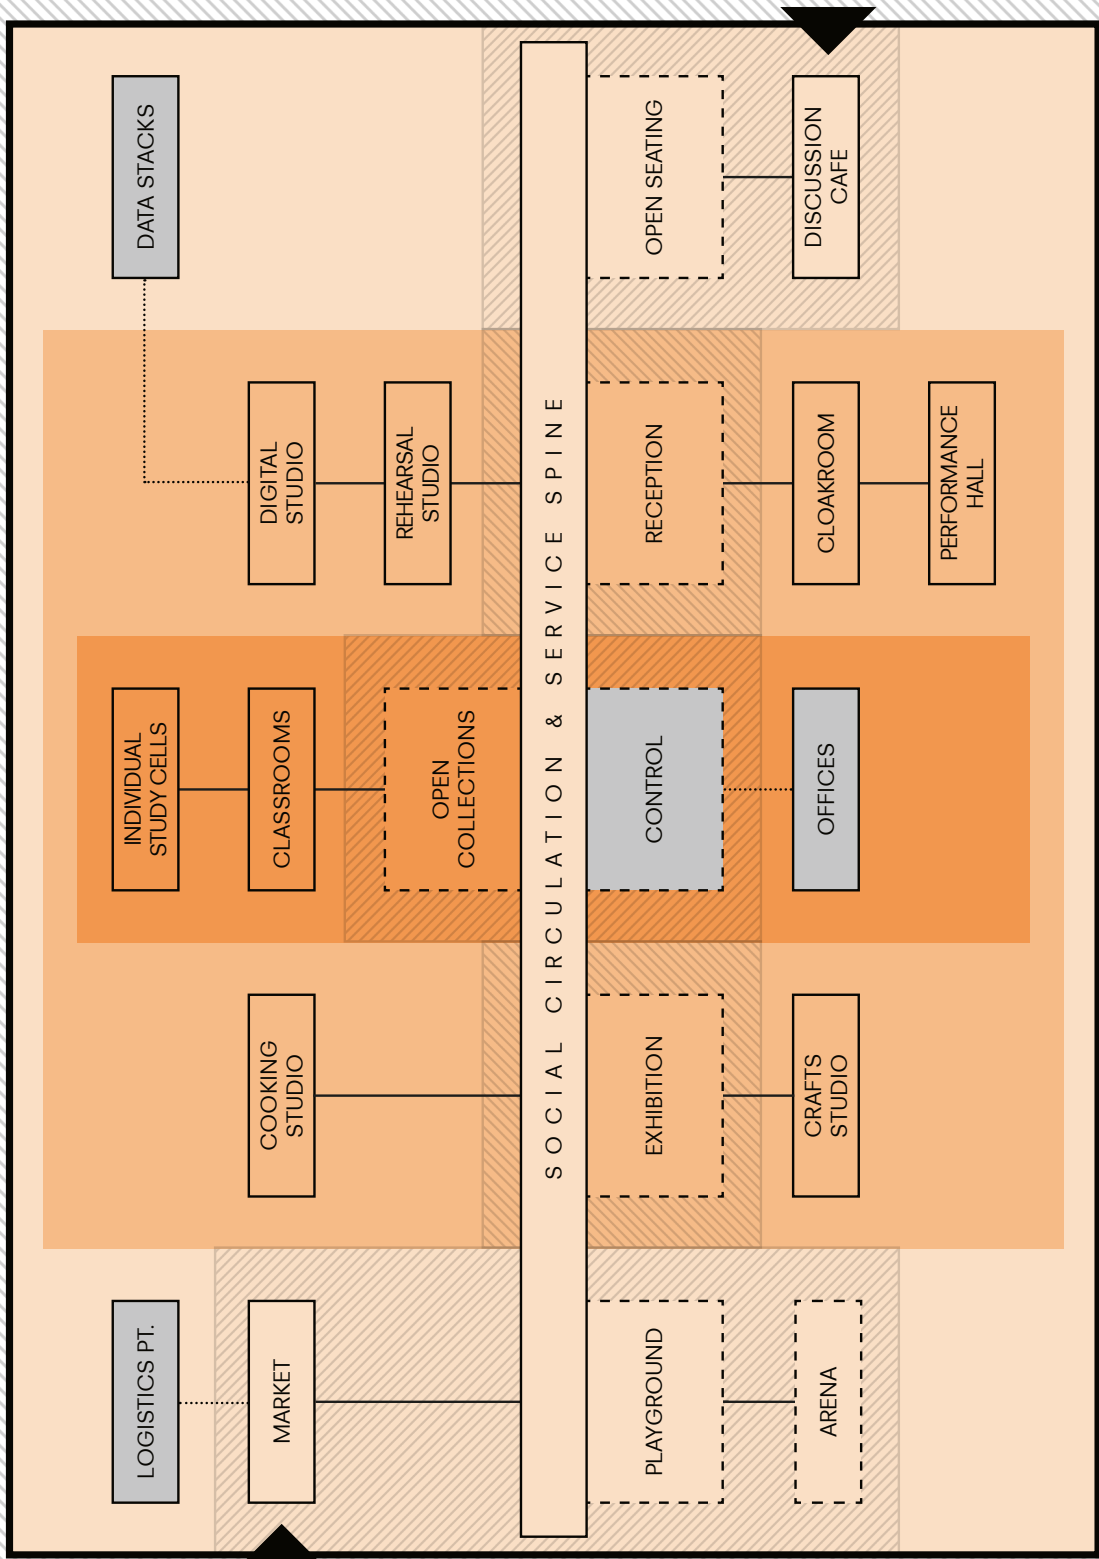 DATA STACKS
OPEN SEATING
DISCUSSION
CAFE
DIGITAL
STUDIO
REHEARSAL
STUDIO
RECEPTION
CLOAKROOM
PERFORMANCE
HALL
SOCIAL CIRCULATION & SERVICE SPINE
INDIVIDUAL
STUDY CELLS
CLASSROOMS
OPEN
COLLECTIONS
CONTROL
OFFICES
COOKING
STUDIO
EXHIBITION
CRAFTS
STUDIO
LOGISTICS PT.
MARKET
PLAYGROUND
ARENA